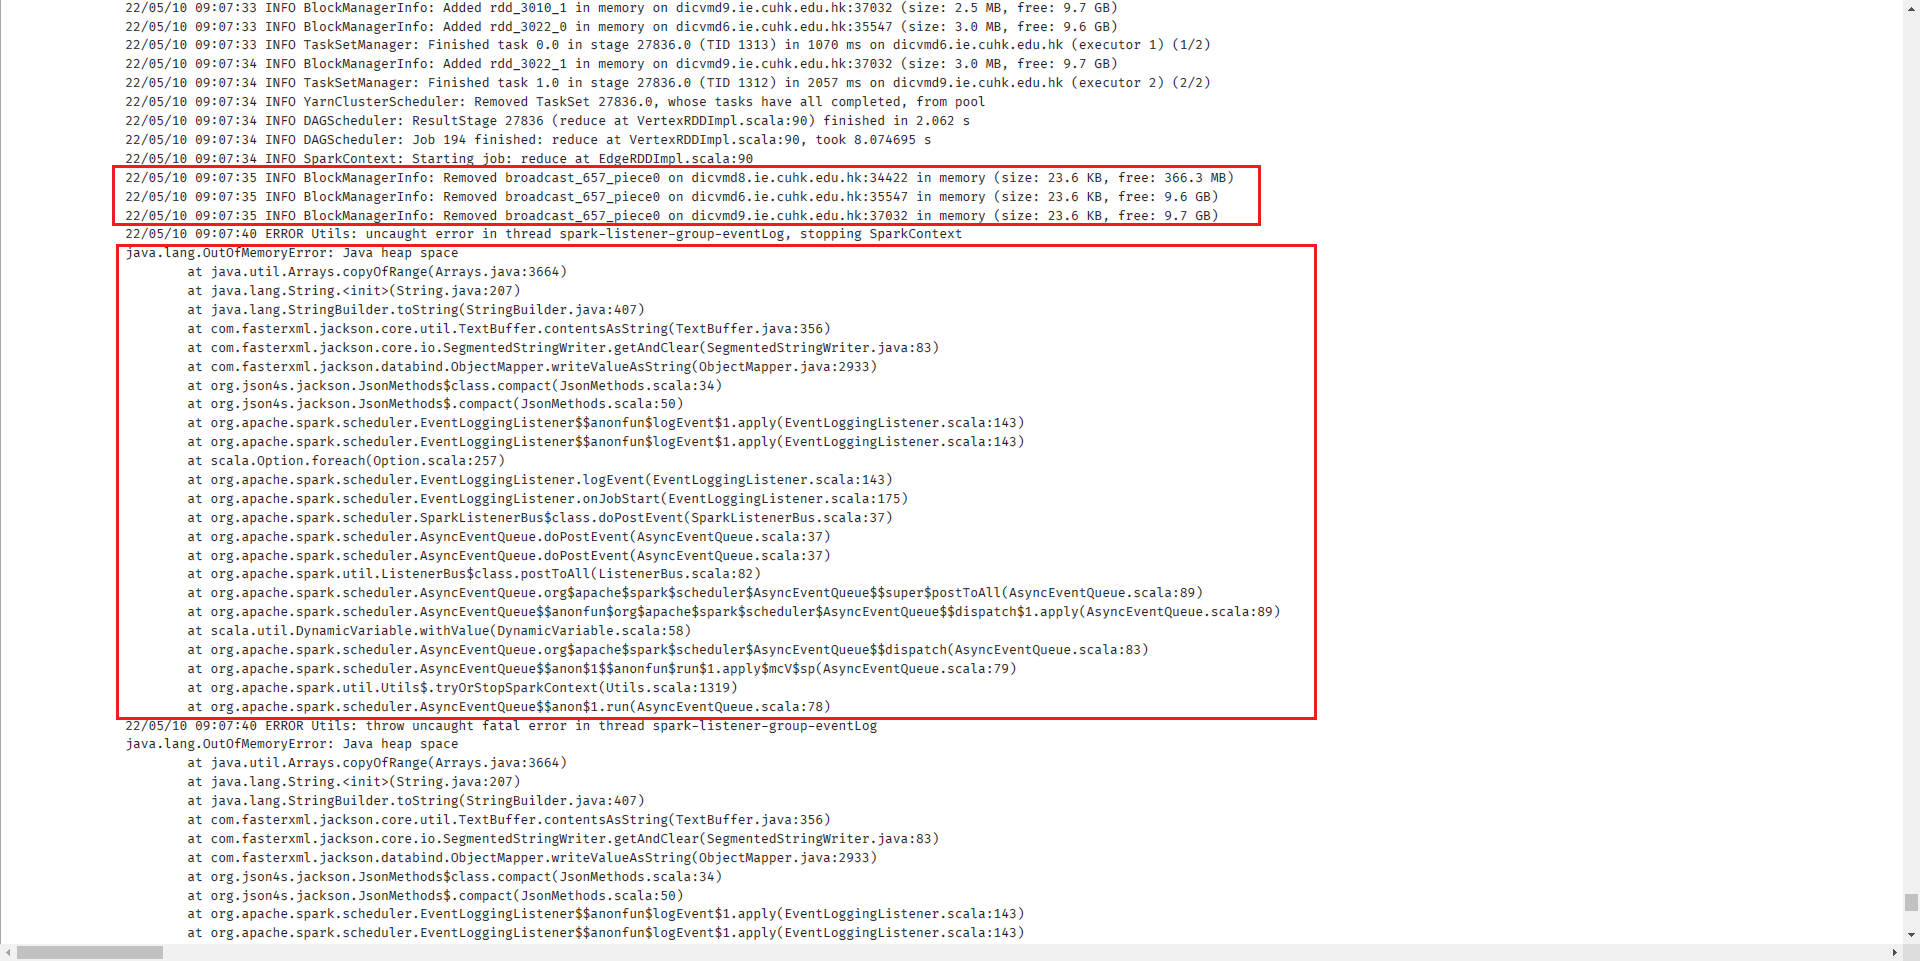 22/05/10 09:07:33 INFO BlockManagerInfo: Added rdd_3010_1 in memory on dicvmd9.ie.cuhk.edu.hk:37032 (size: 2.5 MB, free: 9.7 GB)
22/05/10 09:07:33 INFO BlockManagerInfo: Added rdd_3022_0 in memory on dicvmd6.ie.cuhk.edu.hk:35547 (size: 3.0 MB, free: 9.6 GB)
22/05/10 09:07:33 INFO TaskSetManager: Finished task 0.0 in stage 27836.0 (TID 1313) in 1070 ms on dicvmd6.ie.cuhk.edu.hk (executor 1) (1/2)
22/05/10 09:07:34 INFO BlockManagerInfo: Added rdd_3022_1 in memory on dicvmd9.ie.cuhk.edu.hk:37032 (size: 3.0 MB, free: 9.7 GB)
22/05/10 09:07:34 INFO TaskSetManager: Finished task 1.0 in stage 27836.0 (TID 1312) in 2057 ms on dicvmd9.ie.cuhk.edu.hk (executor 2) (2/2)
22/05/10 09:07:34 INFO YarnClusterScheduler: Removed TaskSet 27836.0, whose tasks have all completed, from pool
22/05/10 09:07:34 INFO DAGScheduler: ResultStage 27836 (reduce at VertexRDDImpl.scala:90) finished in 2.062 s
22/05/10 09:07:34 INFO DAGScheduler: Job 194 finished: reduce at VertexRDDImpl.scala:90, took 8.074695 s
22/05/10 09:07:34 INFO SparkContext: Starting job: reduce at EdgeRDDImpl.scala:90
22/05/10 09:07:35 INFO BlockManagerInfo: Removed broadcast_657_piece0 on dicvmd8.ie.cuhk.edu.hk:34422 in memory (size: 23.6 KB, free: 366.3 MB)
22/05/10 09:07:35 INFO BlockManagerInfo: Removed broadcast_657_piece0 on dicvmd6.ie.cuhk.edu.hk:35547 in memory (size: 23.6 KB, free: 9.6 GB)
22/05/10 09:07:35 INFO BlockManagerInfo: Removed broadcast_657_piece0 on dicvmd9.ie.cuhk.edu.hk:37032 in memory (size: 23.6 KB, free: 9.7 GB)
22/05/10 09:07:40 ERROR Utils: uncaught error in thread spark-listener-group-eventLog, stopping SparkContext
java.lang.OutOfMemoryError: Java heap space
at java.util.Arrays.copyOfRange(Arrays.java:3664)
at java.lang.String.<init>(String.java:207)
at java.lang.StringBuilder.toString(StringBuilder.java:407)
at com.fasterxml.jackson.core.util.TextBuffer.contentsAsString(TextBuffer.java:356)
at com.fasterxml.jackson.core.io.SegmentedStringWriter.getAndClear(SegmentedStringWriter.java:83)
at com.fasterxml.jackson.databind.ObjectMapper.writeValueAsString(ObjectMapper.java:2933)
at org.json4s.jackson.JsonMethods$class.compact(JsonMethods.scala:34)
at org.json4s.jackson.JsonMethods$.compact(JsonMethods.scala:50)
at org.apache.spark.scheduler.EventLoggingListener$$anonfun$logEvent$1.apply(EventLoggingListener.scala:143)
at org.apache.spark.scheduler.EventLoggingListener$$anonfun$logEvent$1.apply(EventLoggingListener.scala:143)
at scala.Option.foreach(Option.scala:257)
at org.apache.spark.scheduler.EventLoggingListener.logEvent(EventLoggingListener.scala:143)
at org.apache.spark.scheduler.EventLoggingListener.onJobStart(EventLoggingListener.scala:175)
at org.apache.spark.scheduler.SparkListenerBus$class.doPostEvent(SparkListenerBus.scala:37)
at org.apache.spark.scheduler.AsyncEventQueue.doPostEvent(AsyncEventQueue.scala:37)
at org.apache.spark.scheduler.AsyncEventQueue.doPostEvent(AsyncEventQueue.scala:37)
at org.apache.spark.util.ListenerBus$class.postToAll(ListenerBus.scala:82)
at org.apache.spark.scheduler.AsyncEventQueue.org$apache$spark$scheduler$AsyncEventQueue$$super$postToAll(AsyncEventQueue.scala:89)
at org.apache.spark.scheduler.AsyncEventQueue$$anonfun$org$apache$spark$scheduler$AsyncEventQueue$$dispatch$1.apply(AsyncEventQueue.scala:89)
at scala.util.DynamicVariable.withValue(DynamicVariable.scala:58)
at org.apache.spark.scheduler.AsyncEventQueue.org$apache$spark$scheduler$AsyncEventQueue$$dispatch(AsyncEventQueue.scala:83)
at org.apache.spark.scheduler.AsyncEventQueue$$anon$1$$anonfun$run$1.apply$mcV$sp(AsyncEventQueue.scala:79)
at org.apache.spark.util.Utils$.tryOrStopSparkContext(Utils.scala:1319)
at org.apache.spark.scheduler.AsyncEventQueue$$anon$1.run(AsyncEventQueue.scala:78)
22/05/10 09:07:40 ERROR Utils: throw uncaught fatal error in thread spark-listener-group-eventLog
java.lang.OutOfMemoryError: Java heap space
at java.util.Arrays.copyOfRange(Arrays.java:3664)
at java.lang.String.<init>(String.java:207)
at java.lang.StringBuilder.toString(StringBuilder.java:407)
at com.fasterxml.jackson.core.util.TextBuffer.contentsAsString(TextBuffer.java:356)
at com.fasterxml.jackson.core.io.SegmentedStringWriter.getAndClear(SegmentedStringWriter.java:83)
at com.fasterxml.jackson.databind.ObjectMapper.writeValueAsString(ObjectMapper.java:2933)
at org.json4s.jackson.JsonMethods$class.compact(JsonMethods.scala:34)
at org.json4s.jackson.JsonMethods$.compact(JsonMethods.scala:50)
at org.apache.spark.scheduler.EventLoggingListener$$anonfun$logEvent$1.apply(EventLoggingListener.scala:143)
at org.apache.spark.scheduler.EventLoggingListener$$anonfun$logEvent$1.apply(EventLoggingListener.scala:143)